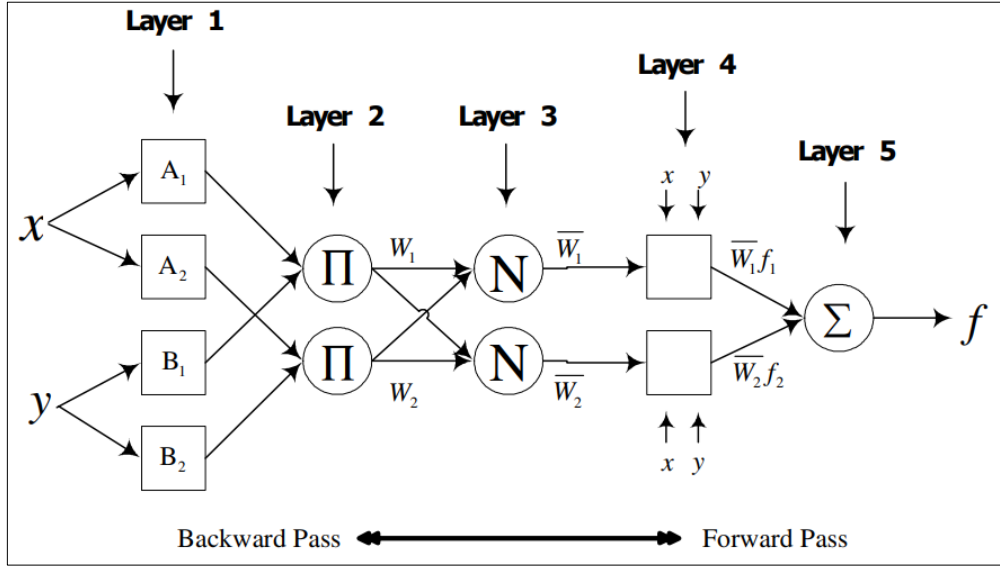 Layer 1
Layer 2
Layer 3
Layer 4
Layer 5
x y
A₁
x
A₂
Π
W₁
N
W̅₁
W̅₁f₁
Σ
f
B₁
y
Π
W₂
N
W̅₂
W̅₂f₂
B₂
x y
Backward Pass
Forward Pass